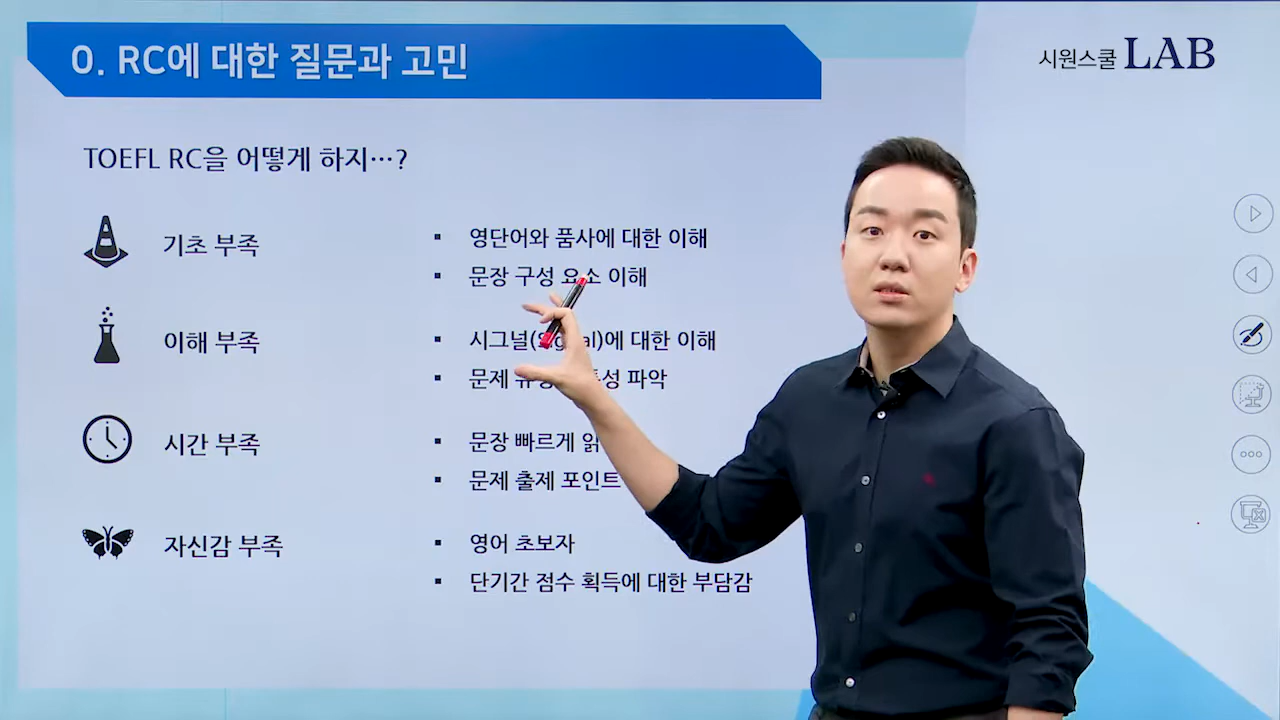 0. RC에 대한 질문과 고민
시원스쿨 LAB
TOEFL RC을 어떻게 하지…?
기초 부족
▪ 영단어와 품사에 대한 이해
▪ 문장 구성 요소 이해
이해 부족
▪ 시그널(Signal)에 대한 이해
▪ 문제 파악
시간 부족
▪ 문장 빠르게
▪ 문제 출제 포인트
자신감 부족
▪ 영어 초보자
▪ 단기간 점수 획득에 대한 부담감